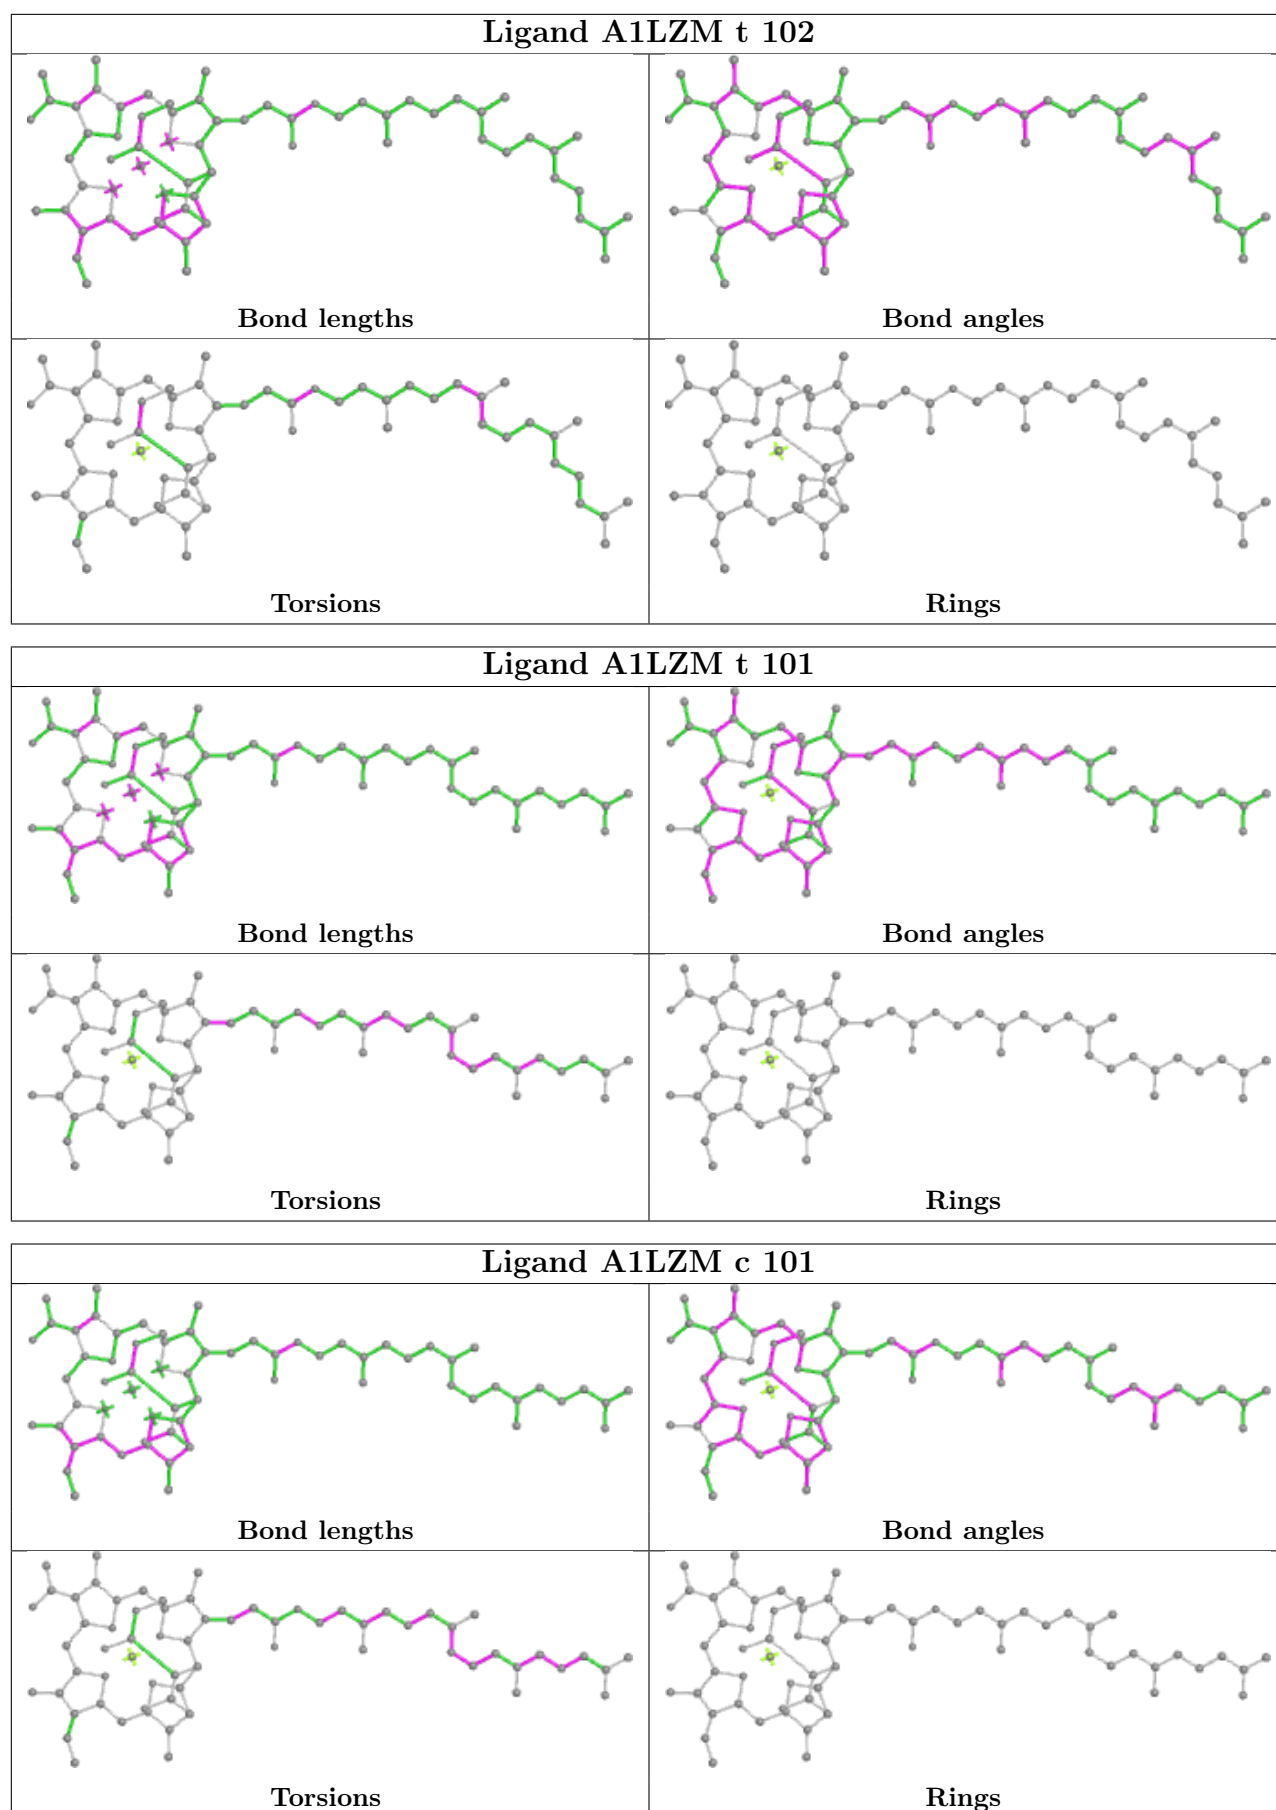 Ligand A1LZM t 102
Bond lengths
Bond angles
Torsions
Rings
Ligand A1LZM t 101
Bond lengths
Bond angles
Torsions
Rings
Ligand A1LZM c 101
Bond lengths
Bond angles
Torsions
Rings